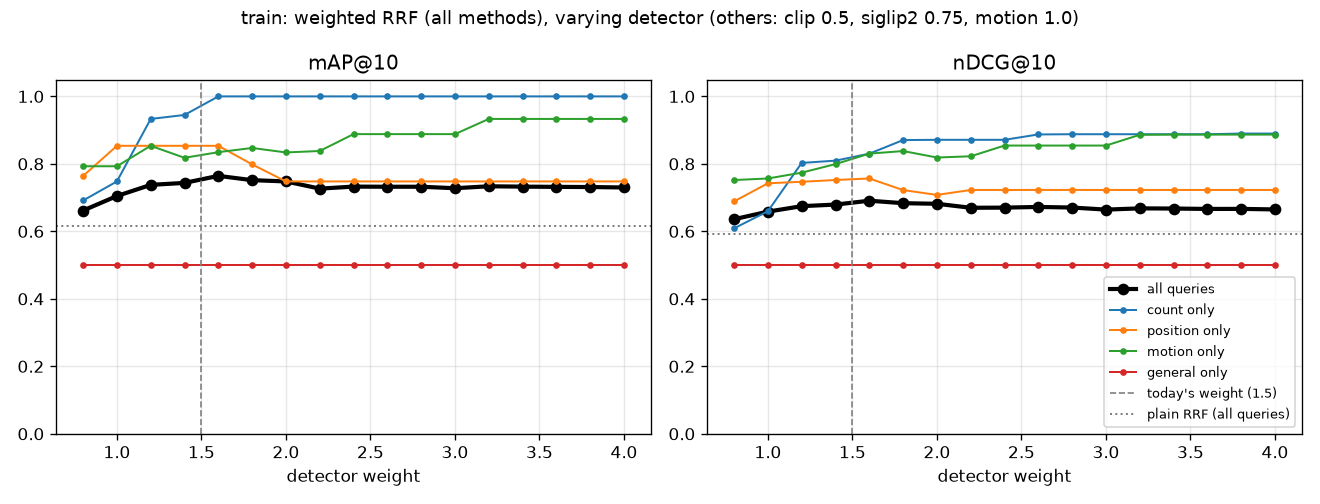 train: weighted RRF (all methods), varying detector (others: clip 0.5, siglip2 0.75, motion 1.0)
mAP@10
1.0
0.8
0.6
0.4
0.2
0.0
1.0 1.5 2.0 2.5 3.0 3.5 4.0
detector weight
nDCG@10
1.0
0.8
0.6
0.4
0.2
0.0
all queries
count only
position only
motion only
general only
today's weight (1.5)
plain RRF (all queries)
1.0 1.5 2.0 2.5 3.0 3.5 4.0
detector weight